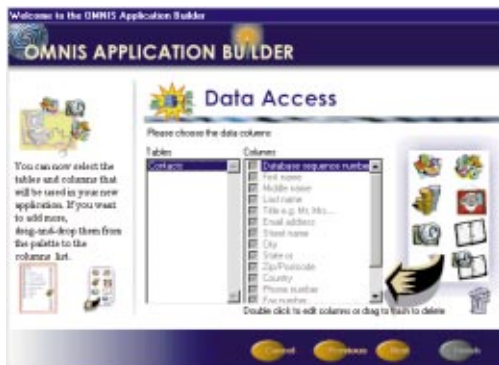 Welcome to the OMNIS Application Builder
OMNIS APPLICATION BUILDER
Data Access
Please choose the data columns
Tables
Columns
Contacts
Database sequence number
First name
Middle name
Last name
Title e.g. Mr, Mrs...
Email address
Street name
City
State or
Zip/Postcode
Country
Phone number
Fax number
You can now select the
tables and columns that
will be used in your new
application. If you want
to add more,
drag-and-drop them from
the palette to the
columns list.
Double click to edit columns or drag to trash to delete
Cancel
Previous
Next
Finish